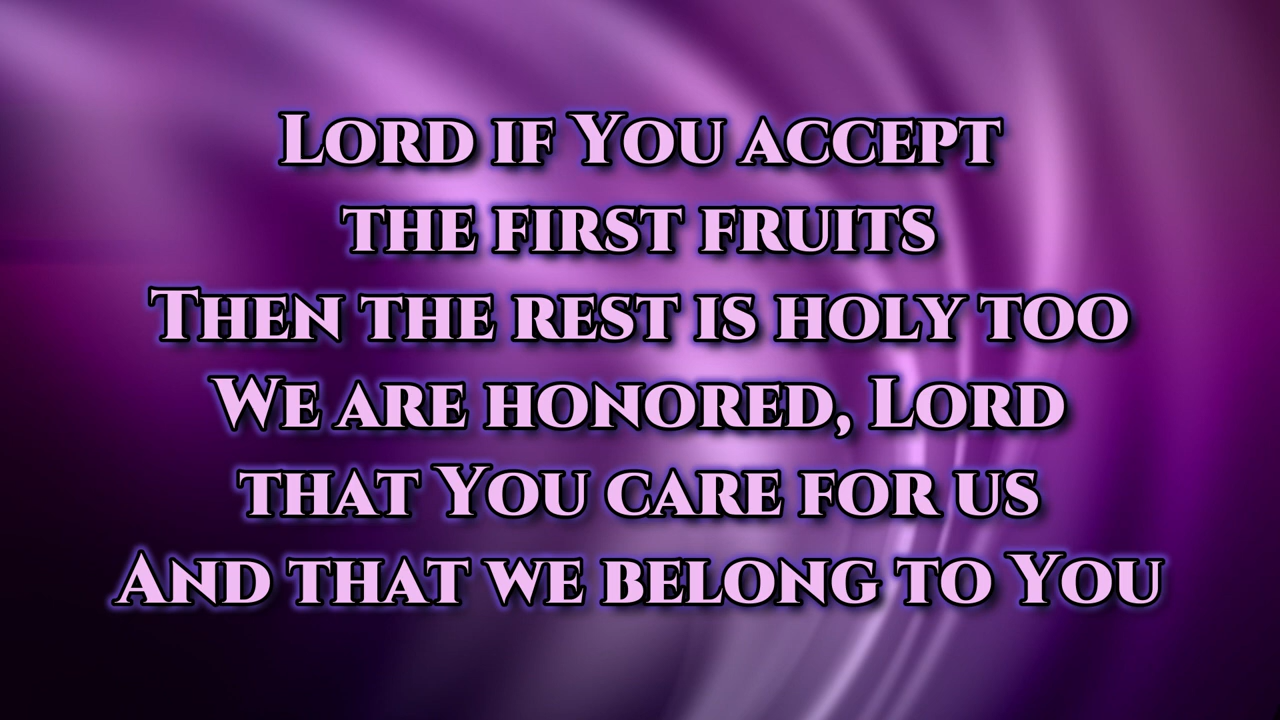 Lord if You accept
the first fruits
Then the rest is holy too
We are honored, Lord
that You care for us
And that we belong to You